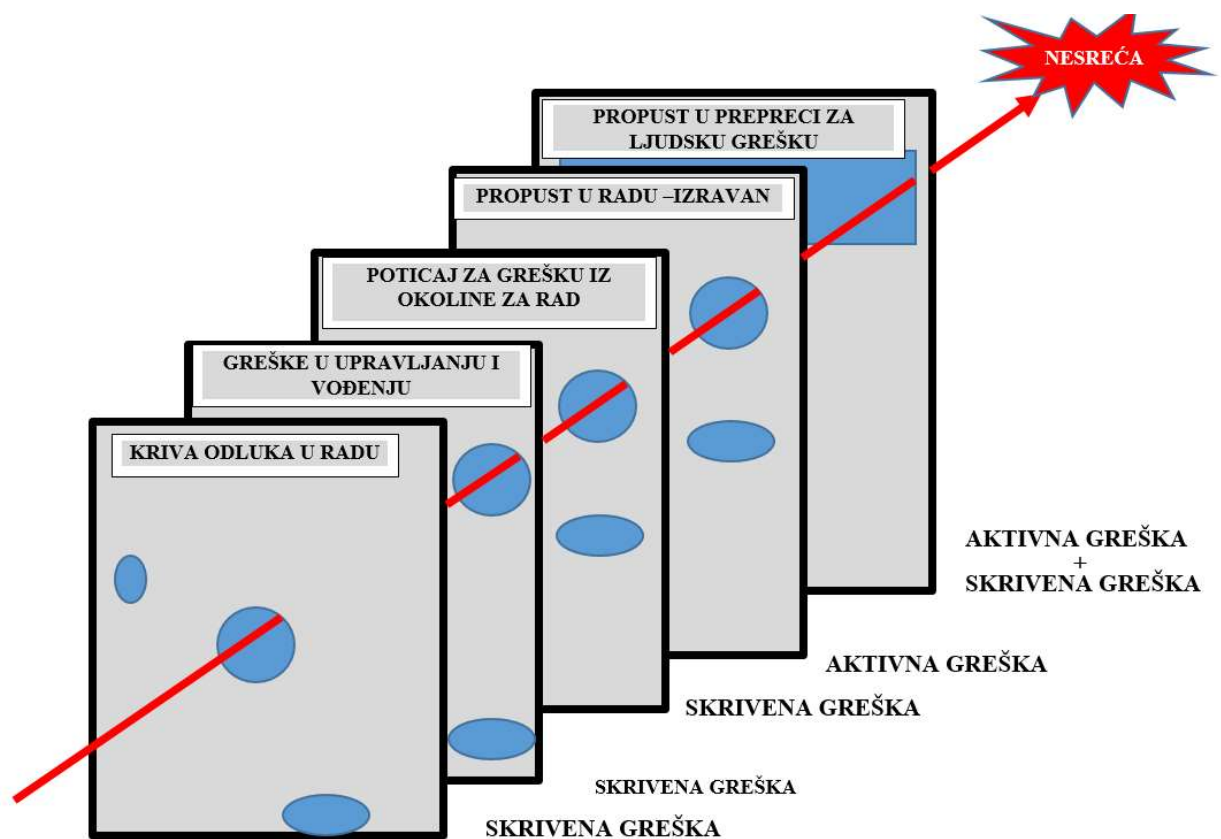 NESREĆA
PROPUST U PREPRECI ZA
LJUDSKU GREŠKU
PROPUST U RADU –IZRAVAN
POTICAJ ZA GREŠKU IZ
OKOLINE ZA RAD
GREŠKE U UPRAVLJANJU I
VOĐENJU
KRIVA ODLUKA U RADU
AKTIVNA GREŠKA
+
SKRIVENA GREŠKA
AKTIVNA GREŠKA
SKRIVENA GREŠKA
SKRIVENA GREŠKA
SKRIVENA GREŠKA